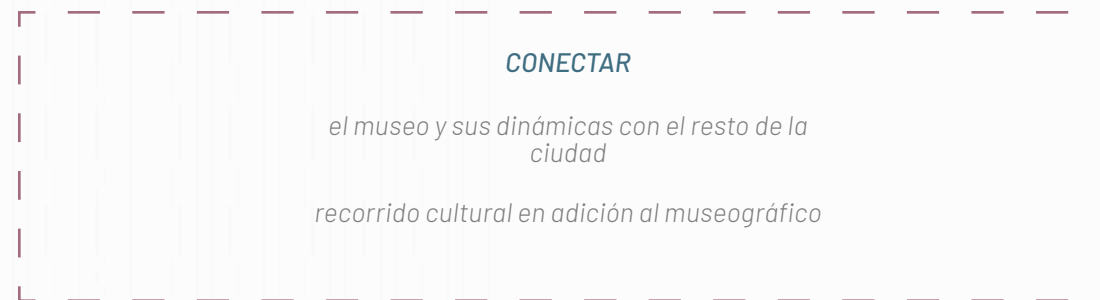 CONECTAR
el museo y sus dinámicas con el resto de la
ciudad
recorrido cultural en adición al museográfico